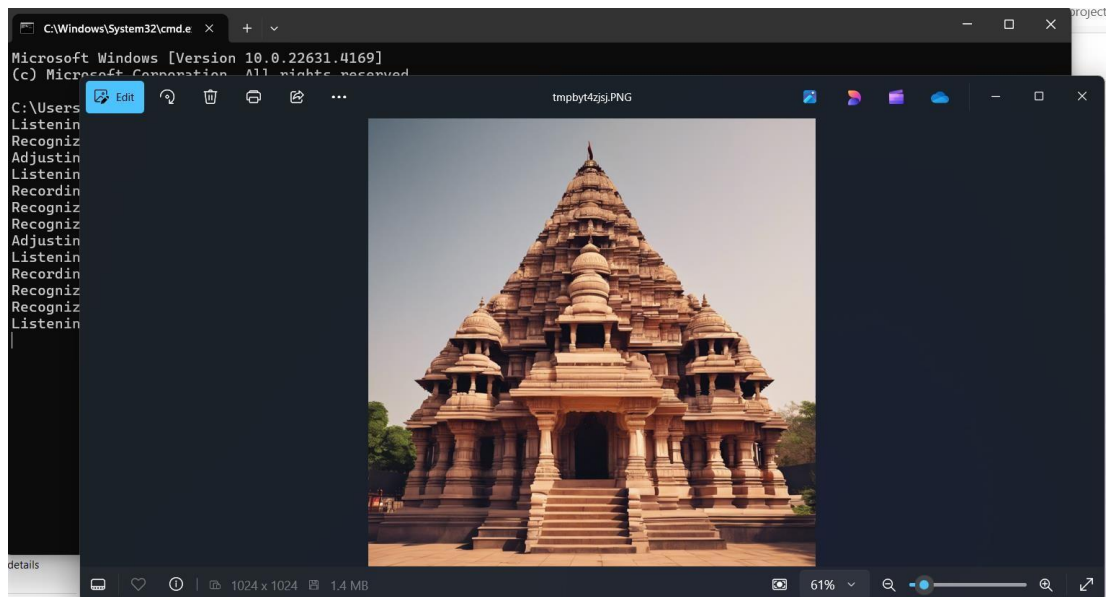 project
C:\Windows\System32\cmd.e
Microsoft Windows [Version 10.0.22631.4169]
(c) Microsoft Corporation. All rights reserved
Edit
tmpbyt4zjsj.PNG
C:\Users
Listenin
Recogniz
Adjustin
Listenin
Recordin
Recogniz
Recogniz
Adjustin
Listenin
Recordin
Recogniz
Recogniz
Listenin
details
1024 x 1024
1.4 MB
61%